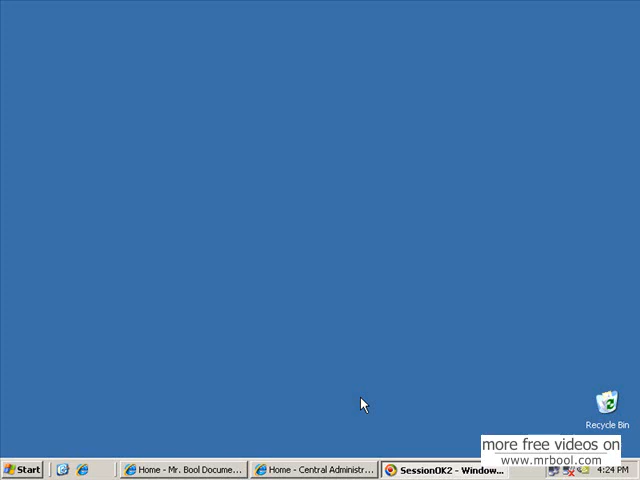 Recycle Bin
more free videos on
www.mrbool.com
Start
Home - Mr. Bool Docume...
Home - Central Administr...
SessionOK2 - Window...
4:24 PM